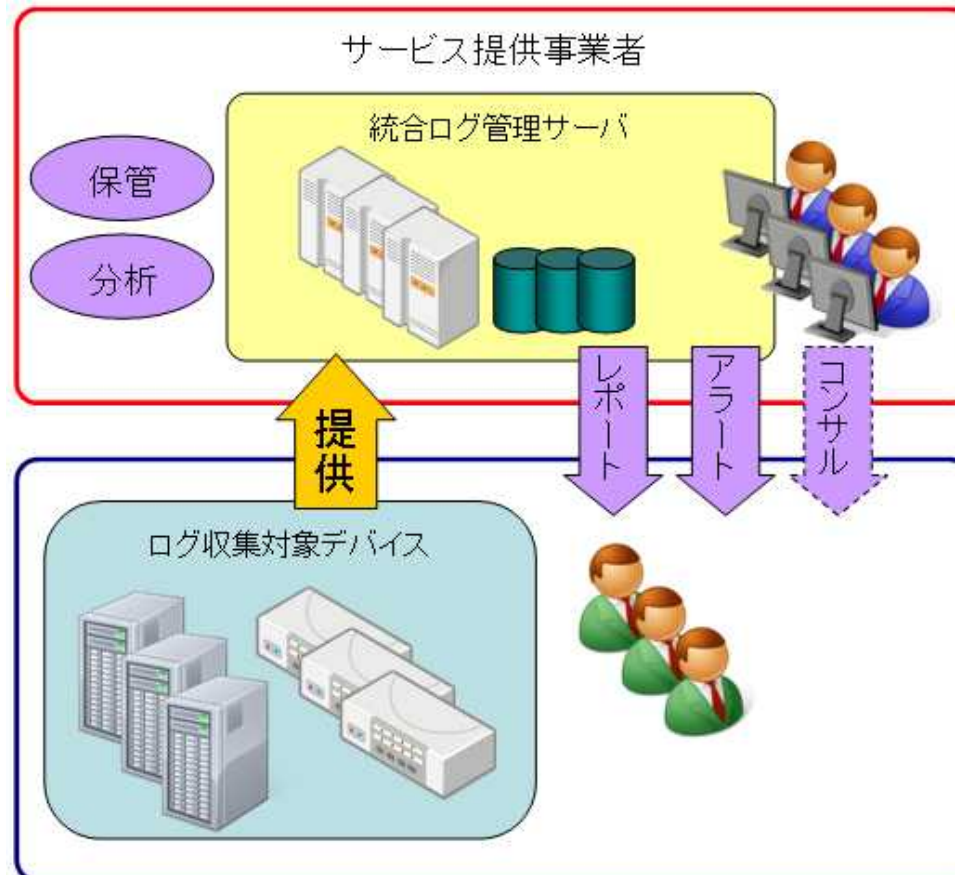 サービス提供事業者
統合ログ管理サーバ
保管
分析
レポート
アラート
コンサル
提供
ログ収集対象デバイス